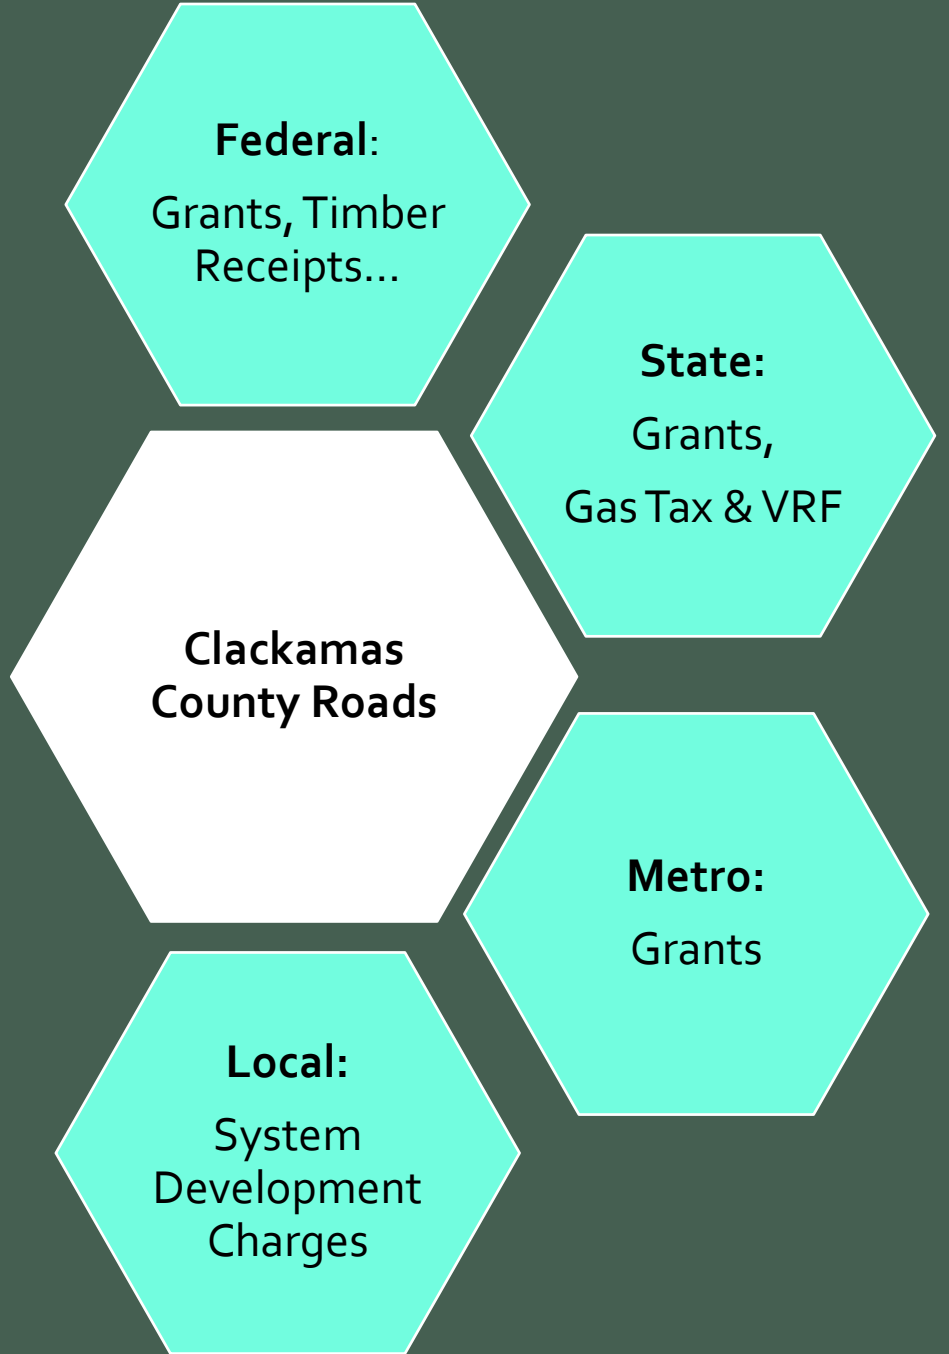 Federal:
Grants, Timber
Receipts...
State:
Grants,
Gas Tax & VRF
Clackamas
County Roads
Metro:
Grants
Local:
System
Development
Charges